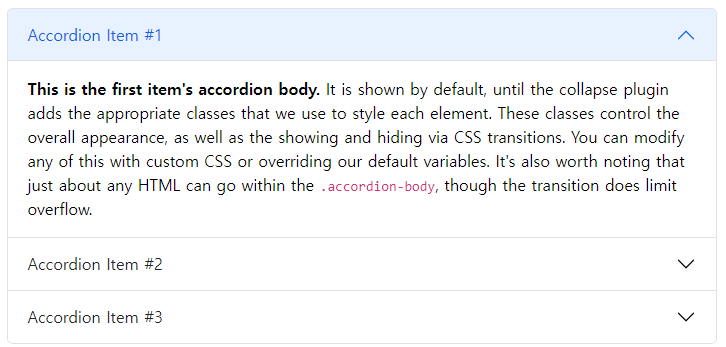 Accordion Item #1
This is the first item's accordion body. It is shown by default, until the collapse plugin
adds the appropriate classes that we use to style each element. These classes control the
overall appearance, as well as the showing and hiding via CSS transitions. You can modify
any of this with custom CSS or overriding our default variables. It's also worth noting that
just about any HTML can go within the .accordion-body, though the transition does limit
overflow.
Accordion Item #2
Accordion Item #3